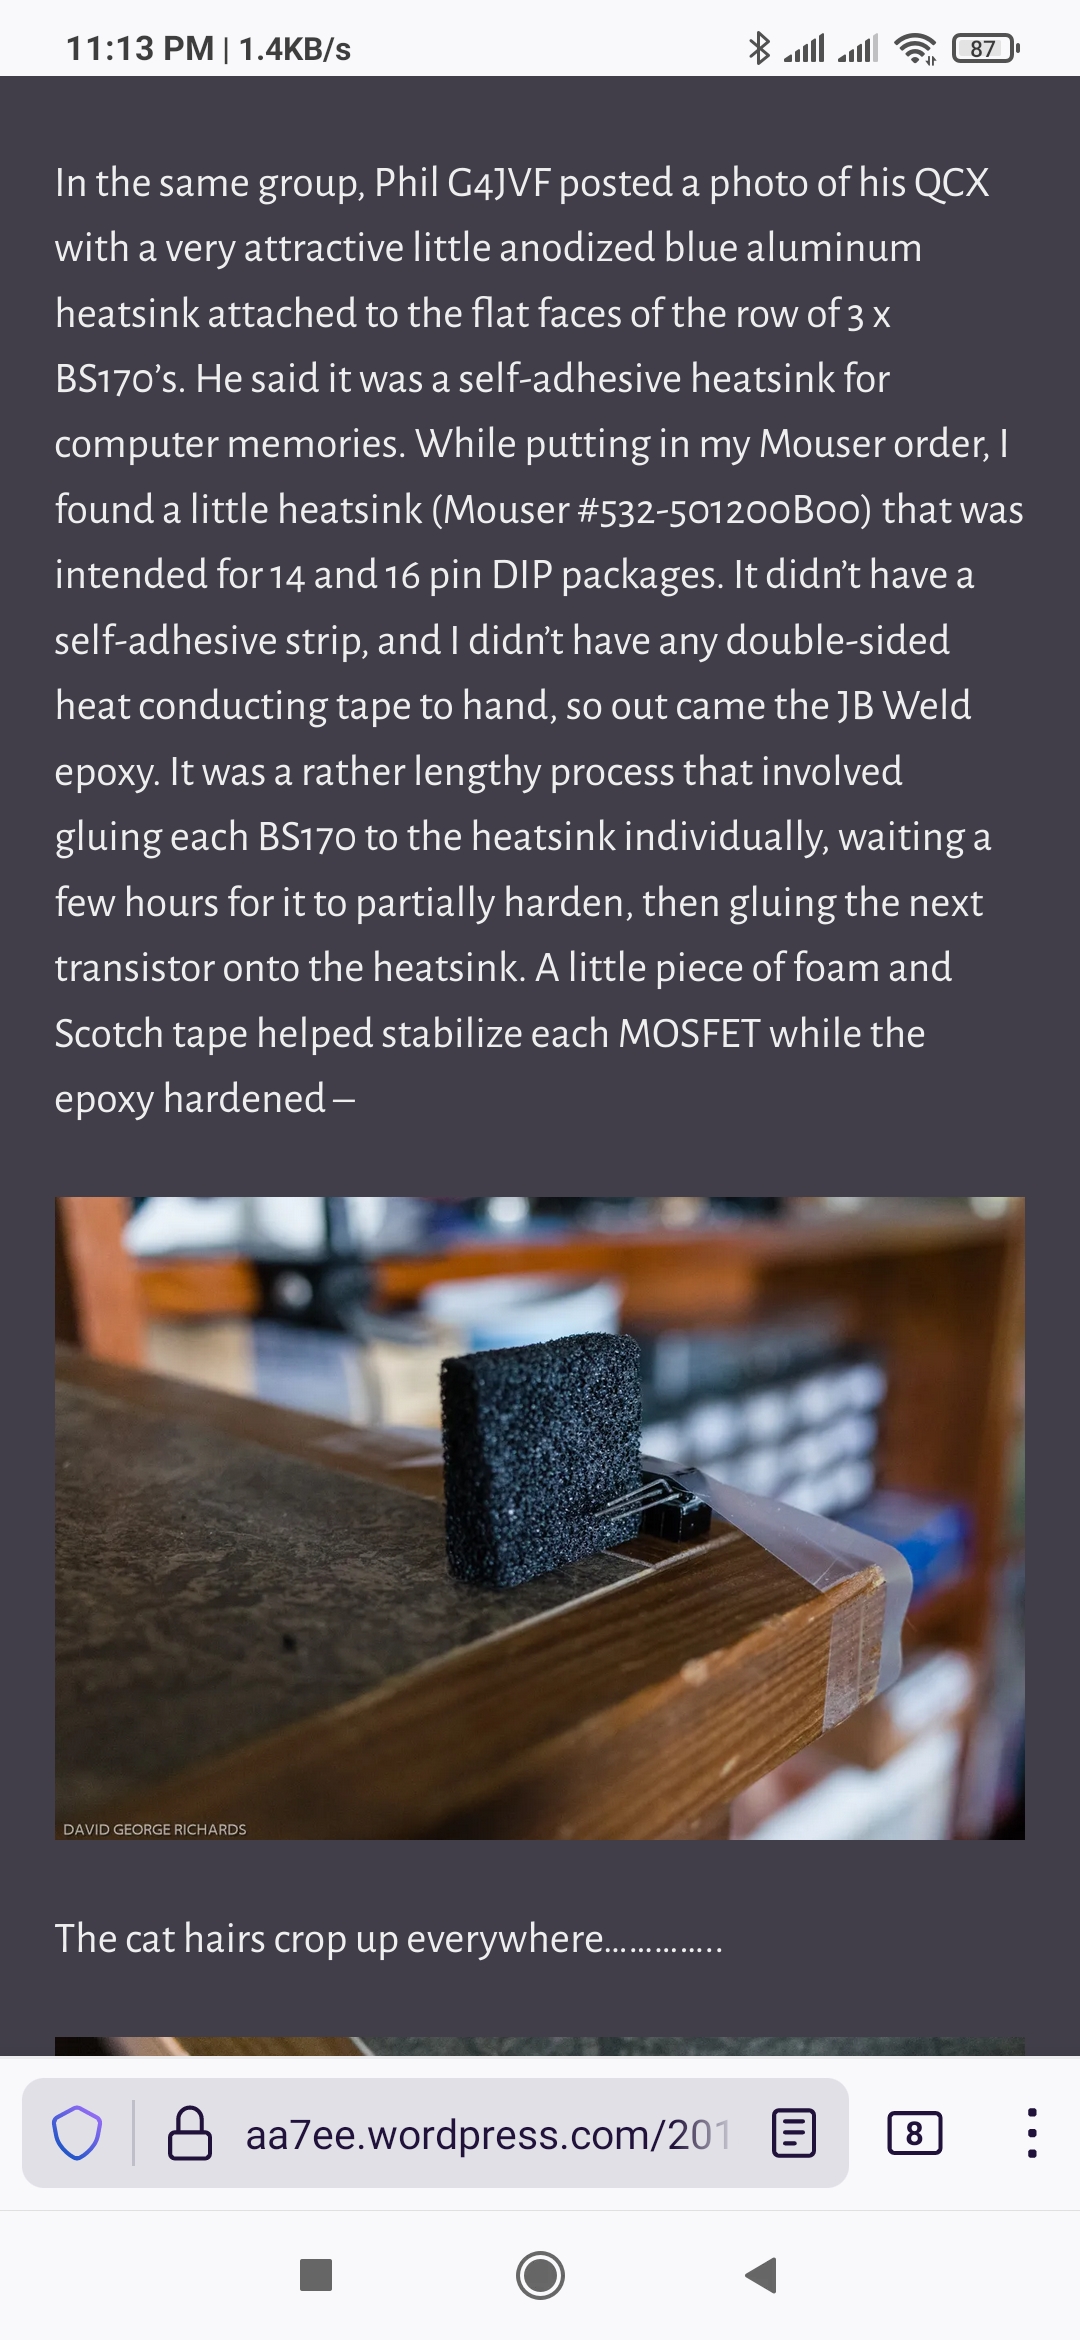 11:13 PM | 1.4KB/s
87
In the same group, Phil G4JVF posted a photo of his QCX
with a very attractive little anodized blue aluminum
heatsink attached to the flat faces of the row of 3 x
BS170’s. He said it was a self-adhesive heatsink for
computer memories. While putting in my Mouser order, I
found a little heatsink (Mouser #532-501200B00) that was
intended for 14 and 16 pin DIP packages. It didn’t have a
self-adhesive strip, and I didn’t have any double-sided
heat conducting tape to hand, so out came the JB Weld
epoxy. It was a rather lengthy process that involved
gluing each BS170 to the heatsink individually, waiting a
few hours for it to partially harden, then gluing the next
transistor onto the heatsink. A little piece of foam and
Scotch tape helped stabilize each MOSFET while the
epoxy hardened –
DAVID GEORGE RICHARDS
The cat hairs crop up everywhere…………..
aa7ee.wordpress.com/201
8